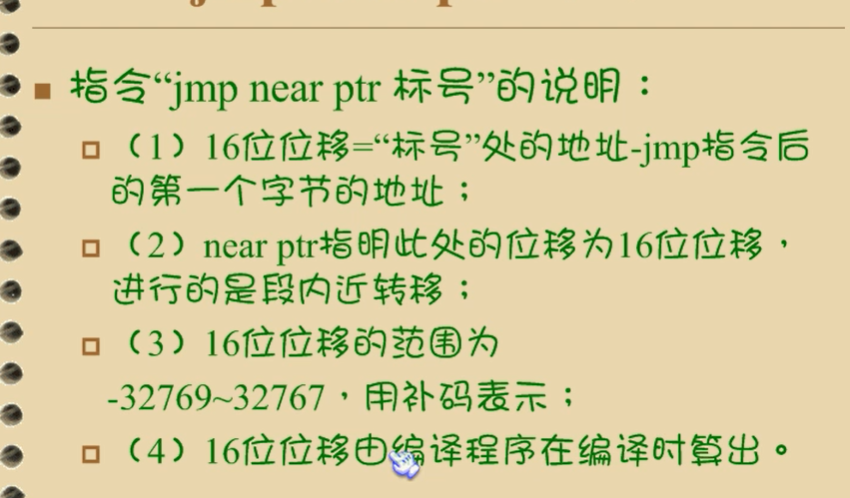 指令“jmp near ptr 标号”的说明：
（1）16位位移=“标号”处的地址-jmp指令后
的第一个字节的地址；
（2）near ptr指明此处的位移为16位位移，
进行的是段内近转移；
（3）16位位移的范围为
-32769~32767，用补码表示；
（4）16位位移由编译程序在编译时算出。